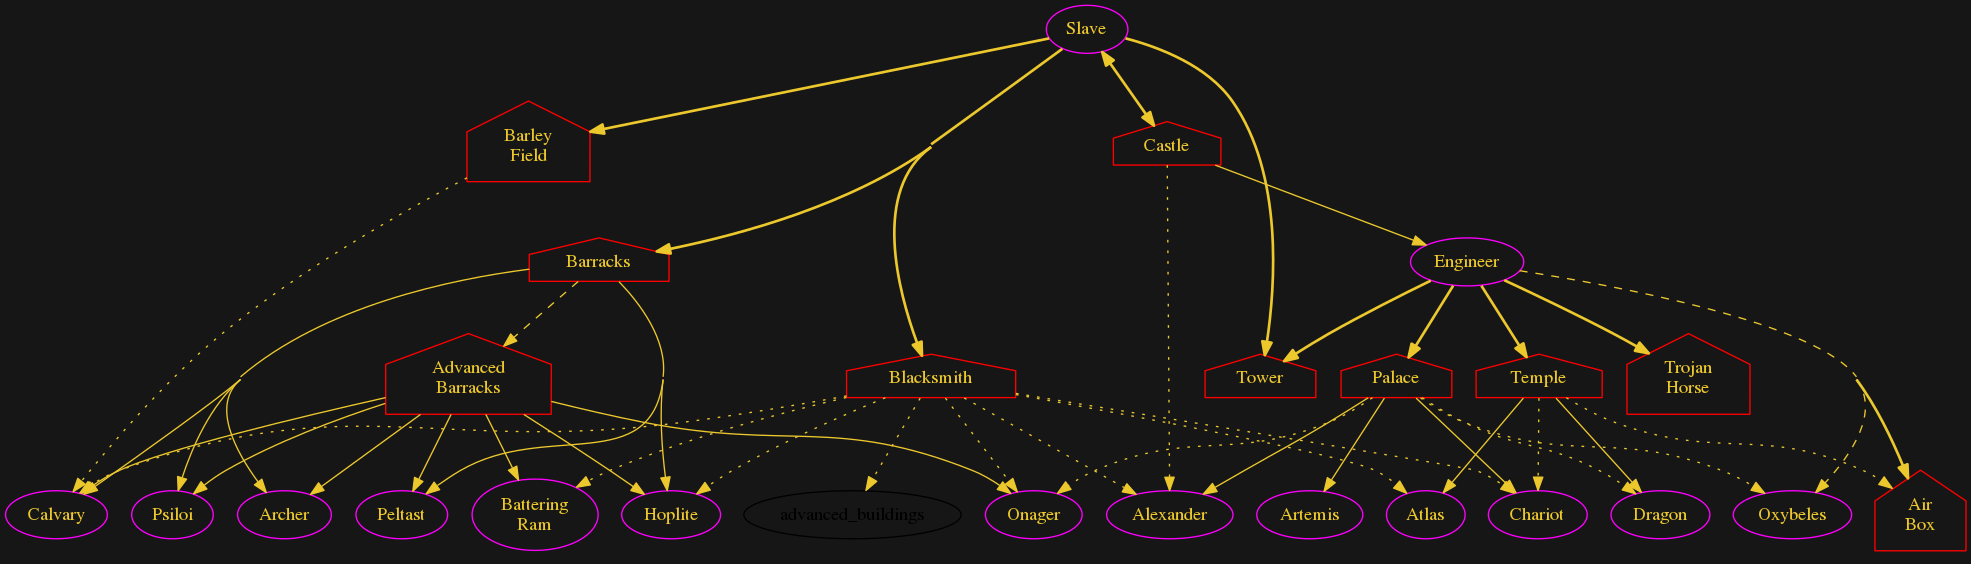 Slave
Barley
Field
Castle
Barracks
Engineer
Advanced
Barracks
Blacksmith
Tower
Palace
Temple
Trojan
Horse
Calvary
Psiloi
Archer
Peltast
Battering
Ram
Hoplite
advanced_buildings
Onager
Alexander
Artemis
Atlas
Chariot
Dragon
Oxybeles
Air
Box